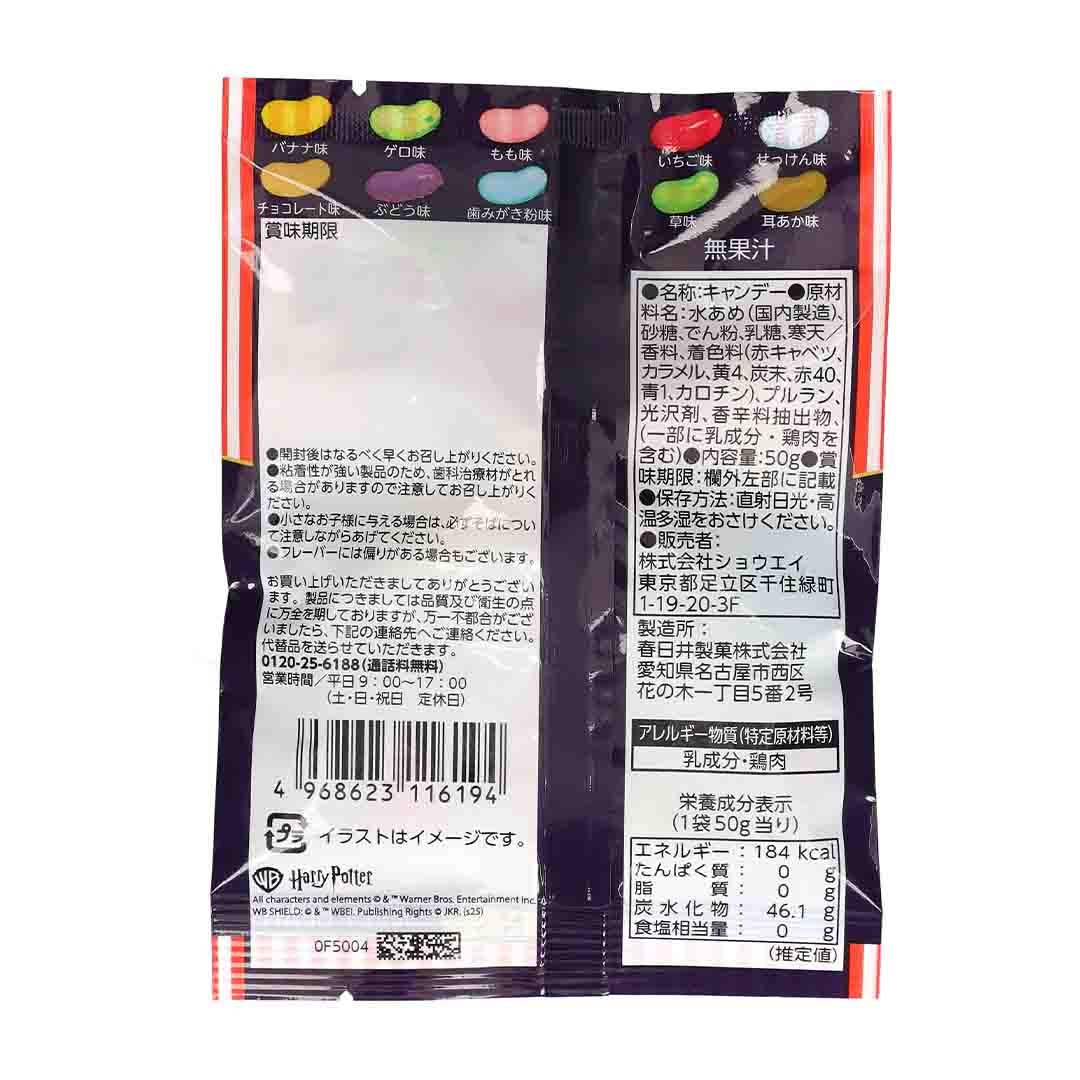 バナナ味
ゲロ味
もも味
いちご味
せっけん味
チョコレート味
ぶどう味
歯みがき粉味
草味
耳あか味
賞味期限
●開封後はなるべく早くお召し上がりください。
●粘着性が強い製品のため、歯科治療材がとれ
る場合がありますので注意してお召し上がりく
ださい。
●小さなお子様に与える場合は、必ずそばについ
て注意しながらあげてください。
●フレーバーには偏りがある場合もございます。
お買い上げいただきましてありがとうござい
ます。製品につきましては品質及び衛生の点
に万全を期しておりますが、万一不都合がござ
いましたら、下記の連絡先へご連絡ください。
代替品を送らせていただきます。
0120-25-6188(通話料無料)
営業時間/平日9:00〜17:00
(土・日・祝日 定休日)
4 968623 116194
プラ
イラストはイメージです。
WB Harry Potter
All characters and elements © & ™ Warner Bros. Entertainment Inc.
WB SHIELD: © & ™ WBEI. Publishing Rights © JKR. (s25)
0F5004
無果汁
●名称:キャンデー●原材
料名:水あめ(国内製造)、
砂糖、でん粉、乳糖、寒天/
香料、着色料(赤キャベツ、
カラメル、黄4、炭末、赤40、
青1、カロチン)、プルラン、
光沢剤、香辛料抽出物、
(一部に乳成分・鶏肉を
含む)●内容量:50g●賞
味期限:欄外左部に記載
●保存方法:直射日光・高
温多湿をおさけください。
●販売者:
株式会社ショウエイ
東京都足立区千住緑町
1-19-20-3F
製造所:
春日井製菓株式会社
愛知県名古屋市西区
花の木一丁目5番2号
アレルギー物質(特定原材料等)
乳成分・鶏肉
栄養成分表示
(1袋50g当り)
エネルギー:184 kcal
たんぱく質: 0 g
脂質: 0 g
炭水化物: 46.1 g
食塩相当量: 0 g
(推定値)